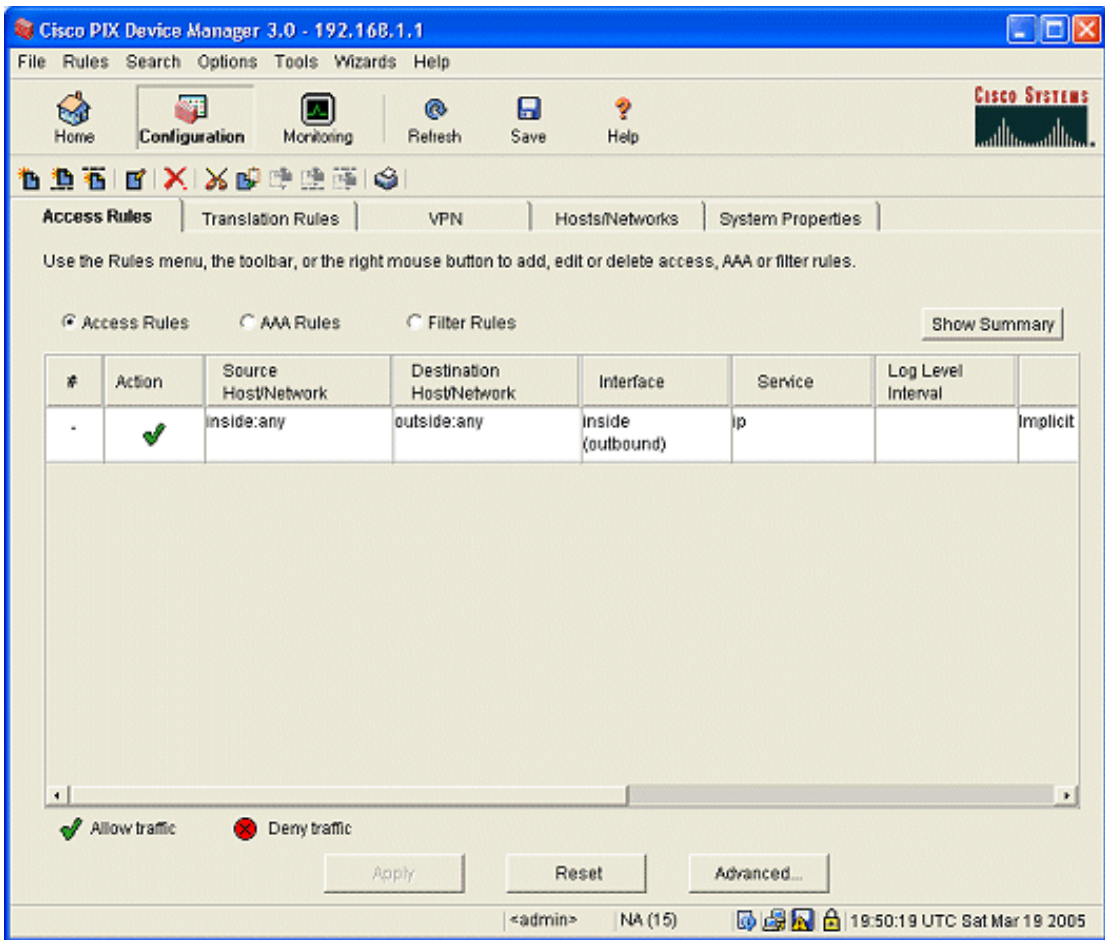 Cisco PIX Device Manager 3.0 - 192.168.1.1
File Rules Search Options Tools Wizards Help
Home Configuration Monitoring Refresh Save Help
CISCO SYSTEMS
Access Rules Translation Rules VPN Hosts/Networks System Properties
Use the Rules menu, the toolbar, or the right mouse button to add, edit or delete access, AAA or filter rules.
Access Rules AAA Rules Filter Rules Show Summary
# Action Source Host/Network Destination Host/Network Interface Service Log Level Interval
- inside:any outside:any inside (outbound) ip Implicit
Allow traffic Deny traffic
Apply Reset Advanced...
<admin> NA (15) 19:50:19 UTC Sat Mar 19 2005